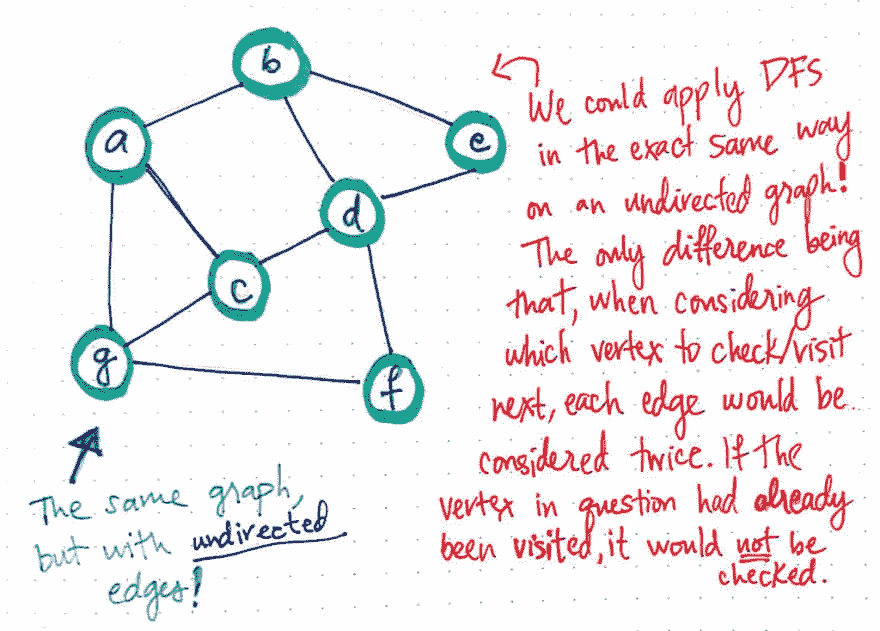 b
a
e
d
c
g
f
We could apply DFS
in the exact same way
on an undirected graph!
The only difference being
that, when considering
which vertex to check/visit
next, each edge would be
considered twice. If the
vertex in question had already
been visited, it would not be
checked.
The same graph,
but with undirected
edges!